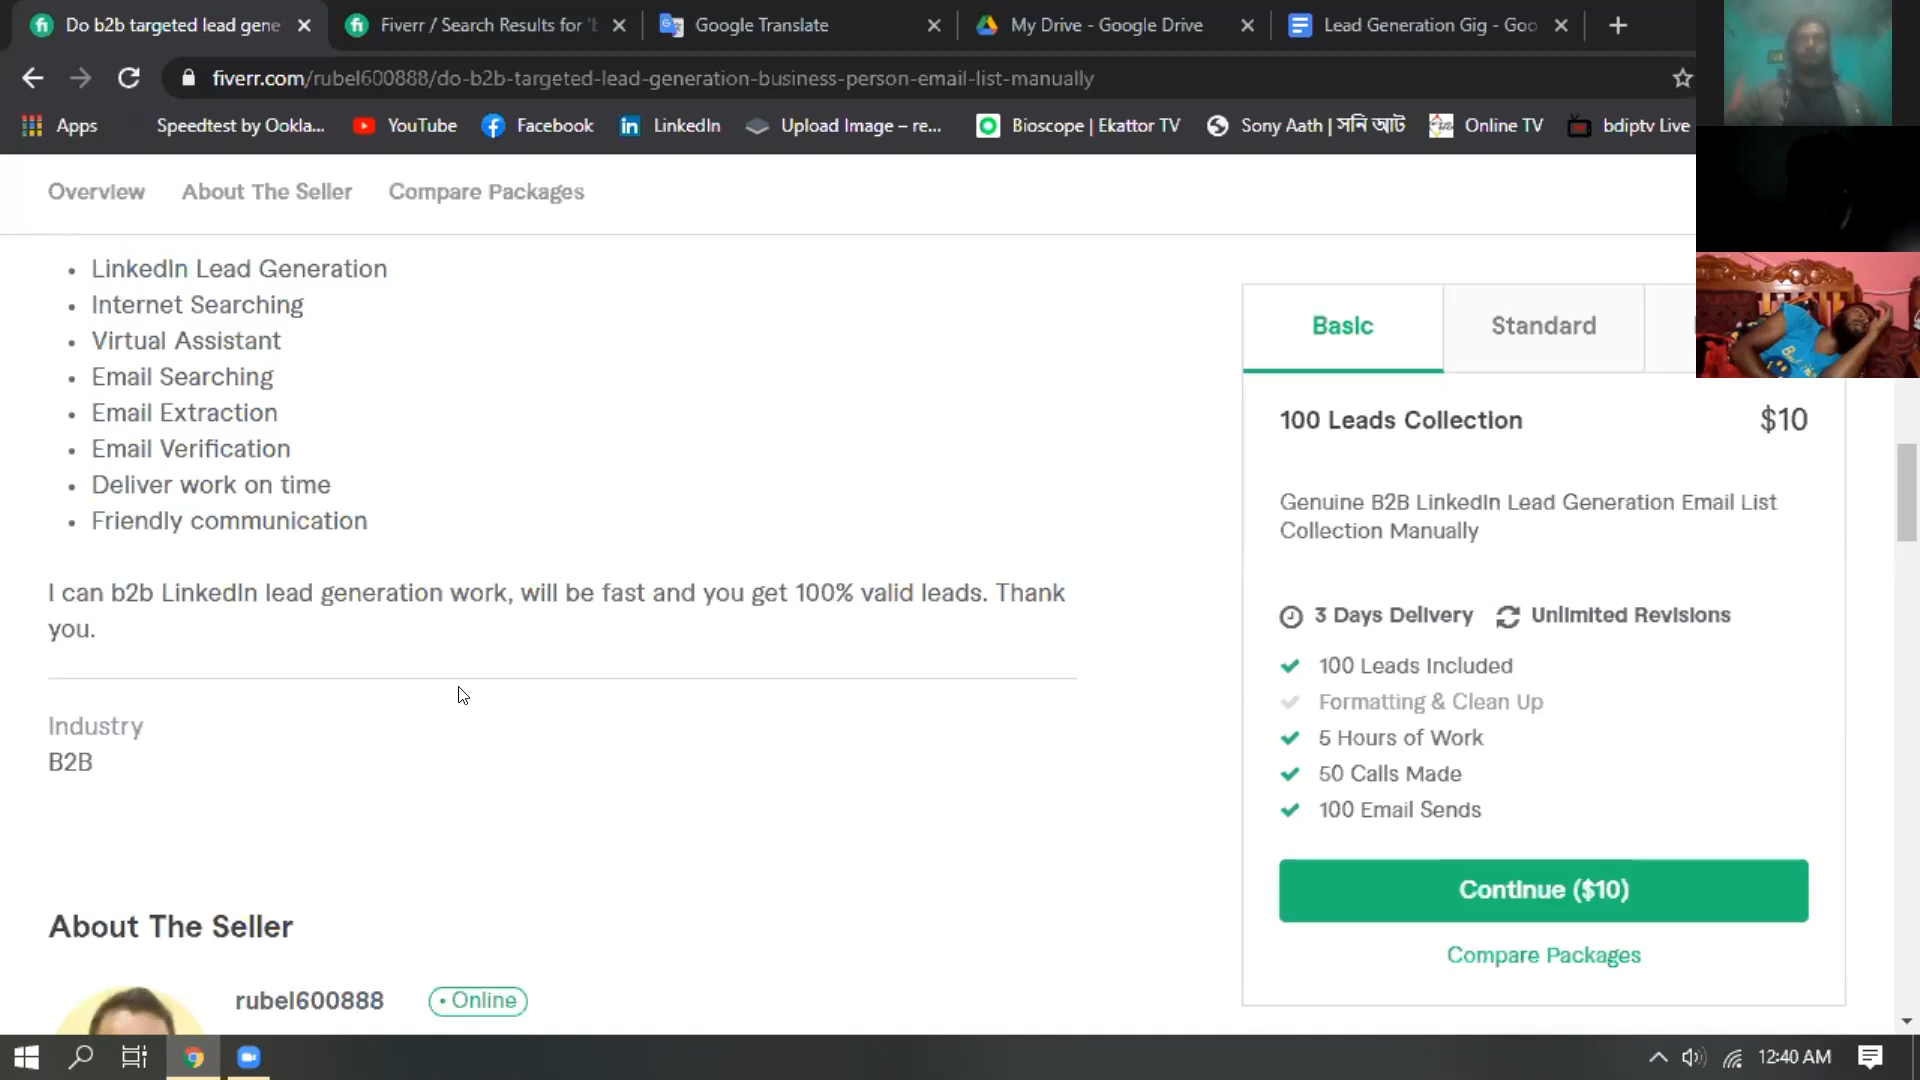 Do b2b targeted lead gene
Fiverr / Search Results for
Google Translate
My Drive - Google Drive
Lead Generation Gig - Goo
fiverr.com/rubel600888/do-b2b-targeted-lead-generation-business-person-email-list-manually
Apps
Speedtest by Ookla...
YouTube
Facebook
LinkedIn
Upload Image – re...
Bioscope | Ekattor TV
Sony Aath | সনি আট
Online TV
bdiptv Live
Overview
About The Seller
Compare Packages
• LinkedIn Lead Generation
• Internet Searching
• Virtual Assistant
• Email Searching
• Email Extraction
• Email Verification
• Deliver work on time
• Friendly communication
I can b2b LinkedIn lead generation work, will be fast and you get 100% valid leads. Thank
you.
Industry
B2B
About The Seller
rubel600888
• Online
Basic
Standard
100 Leads Collection
$10
Genuine B2B LinkedIn Lead Generation Email List
Collection Manually
3 Days Delivery
Unlimited Revisions
100 Leads Included
Formatting & Clean Up
5 Hours of Work
50 Calls Made
100 Email Sends
Continue ($10)
Compare Packages
12:40 AM